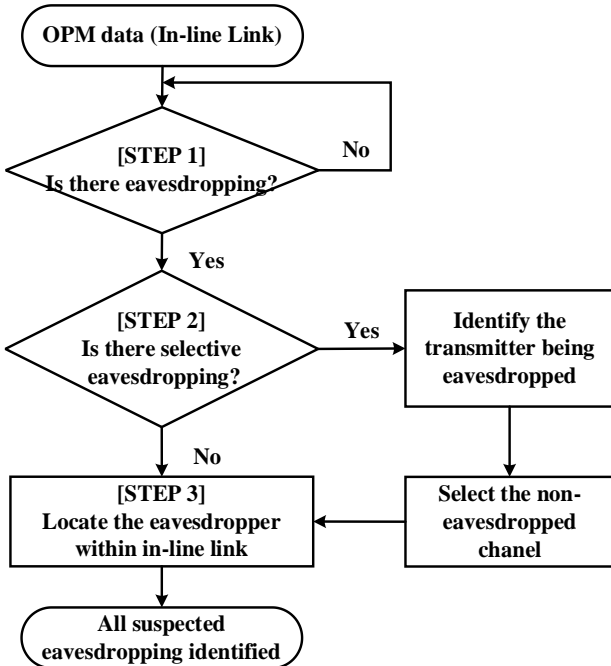 OPM data (In-line Link)
[STEP 1]
Is there eavesdropping?
No
Yes
[STEP 2]
Is there selective
eavesdropping?
Yes
Identify the
transmitter being
eavesdropped
No
[STEP 3]
Locate the eavesdropper
within in-line link
Select the non-
eavesdropped
chanel
All suspected
eavesdropping identified